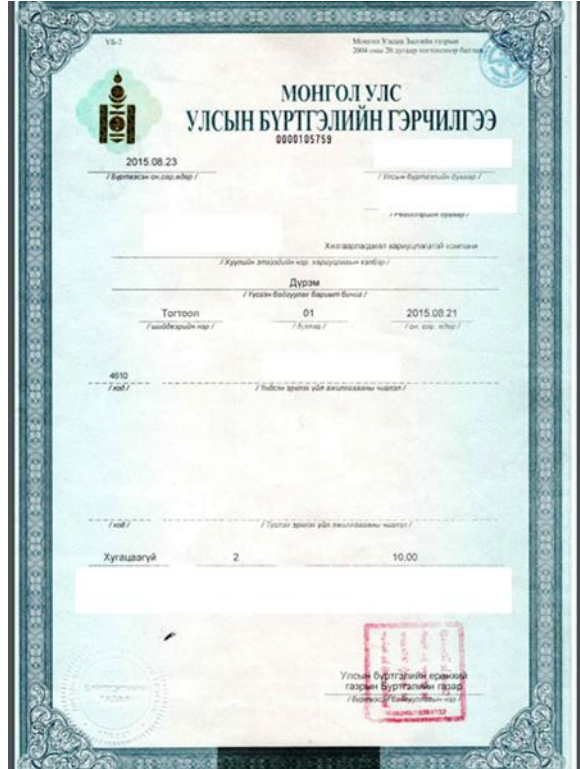 УБ-2
Монгол Улсын Засгийн газрын
2004 оны 20 дугаар тогтоолоор батлав
МОНГОЛ УЛС
УЛСЫН БҮРТГЭЛИЙН ГЭРЧИЛГЭЭ
0000105759
2015.08.23
/ Бүртгэсэн он,сар,өдөр /
/ Улсын бүртгэлийн дугаар /
/ Регистрийн дугаар /
Хязгаарлагдмал хариуцлагатай компани
/ Хуулийн этгээдийн нэр, хариуцлагын хэлбэр /
Дүрэм
/ Үүсгэн байгуулах баримт бичиг /
Тогтоол 01 2015.08.21
/ шийдвэрийн нэр / / дугаар / / он, сар, өдөр /
4610
/ код / / Үндсэн эрхлэх үйл ажиллагааны чиглэл /
/ код / / Туслах эрхлэх үйл ажиллагааны чиглэл /
Хугацаагүй 2 10,00
Улсын бүртгэлийн ерөнхий
газрын Бүртгэлийн газар
/ бүртгэсэн байгууллагын нэр /